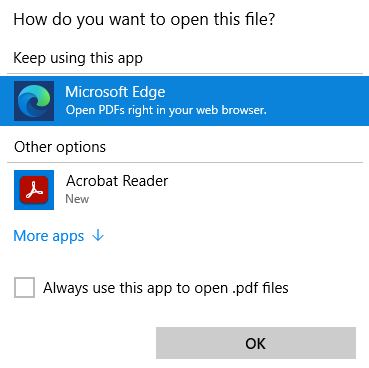 How do you want to open this file?
Keep using this app
Microsoft Edge
Open PDFs right in your web browser.
Other options
Acrobat Reader
New
More apps ↓
Always use this app to open .pdf files
OK